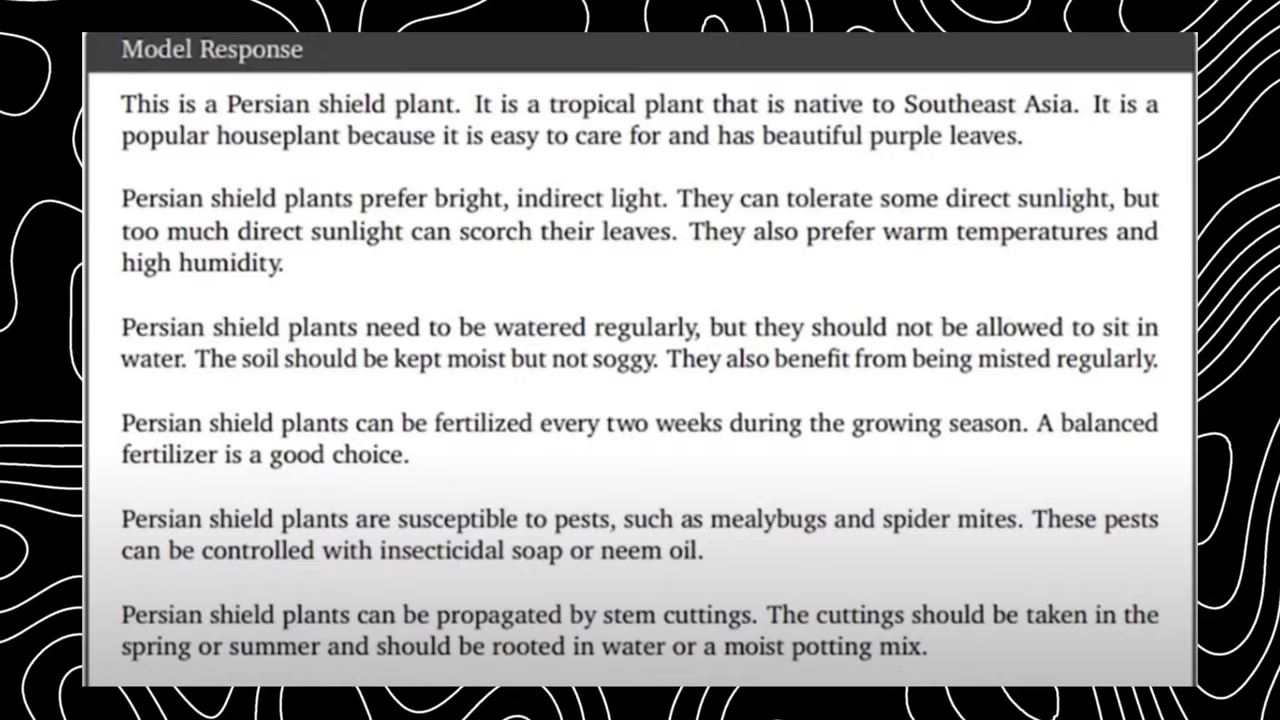 Model Response
This is a Persian shield plant. It is a tropical plant that is native to Southeast Asia. It is a
popular houseplant because it is easy to care for and has beautiful purple leaves.
Persian shield plants prefer bright, indirect light. They can tolerate some direct sunlight, but
too much direct sunlight can scorch their leaves. They also prefer warm temperatures and
high humidity.
Persian shield plants need to be watered regularly, but they should not be allowed to sit in
water. The soil should be kept moist but not soggy. They also benefit from being misted regularly.
Persian shield plants can be fertilized every two weeks during the growing season. A balanced
fertilizer is a good choice.
Persian shield plants are susceptible to pests, such as mealybugs and spider mites. These pests
can be controlled with insecticidal soap or neem oil.
Persian shield plants can be propagated by stem cuttings. The cuttings should be taken in the
spring or summer and should be rooted in water or a moist potting mix.